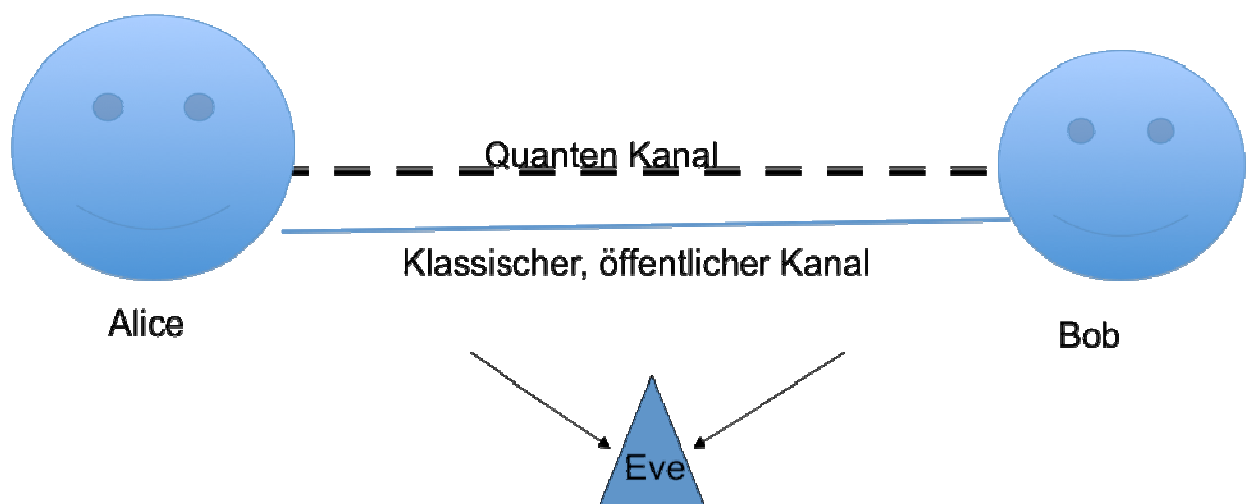 Quanten Kanal
Klassischer, öffentlicher Kanal
Alice
Bob
Eve